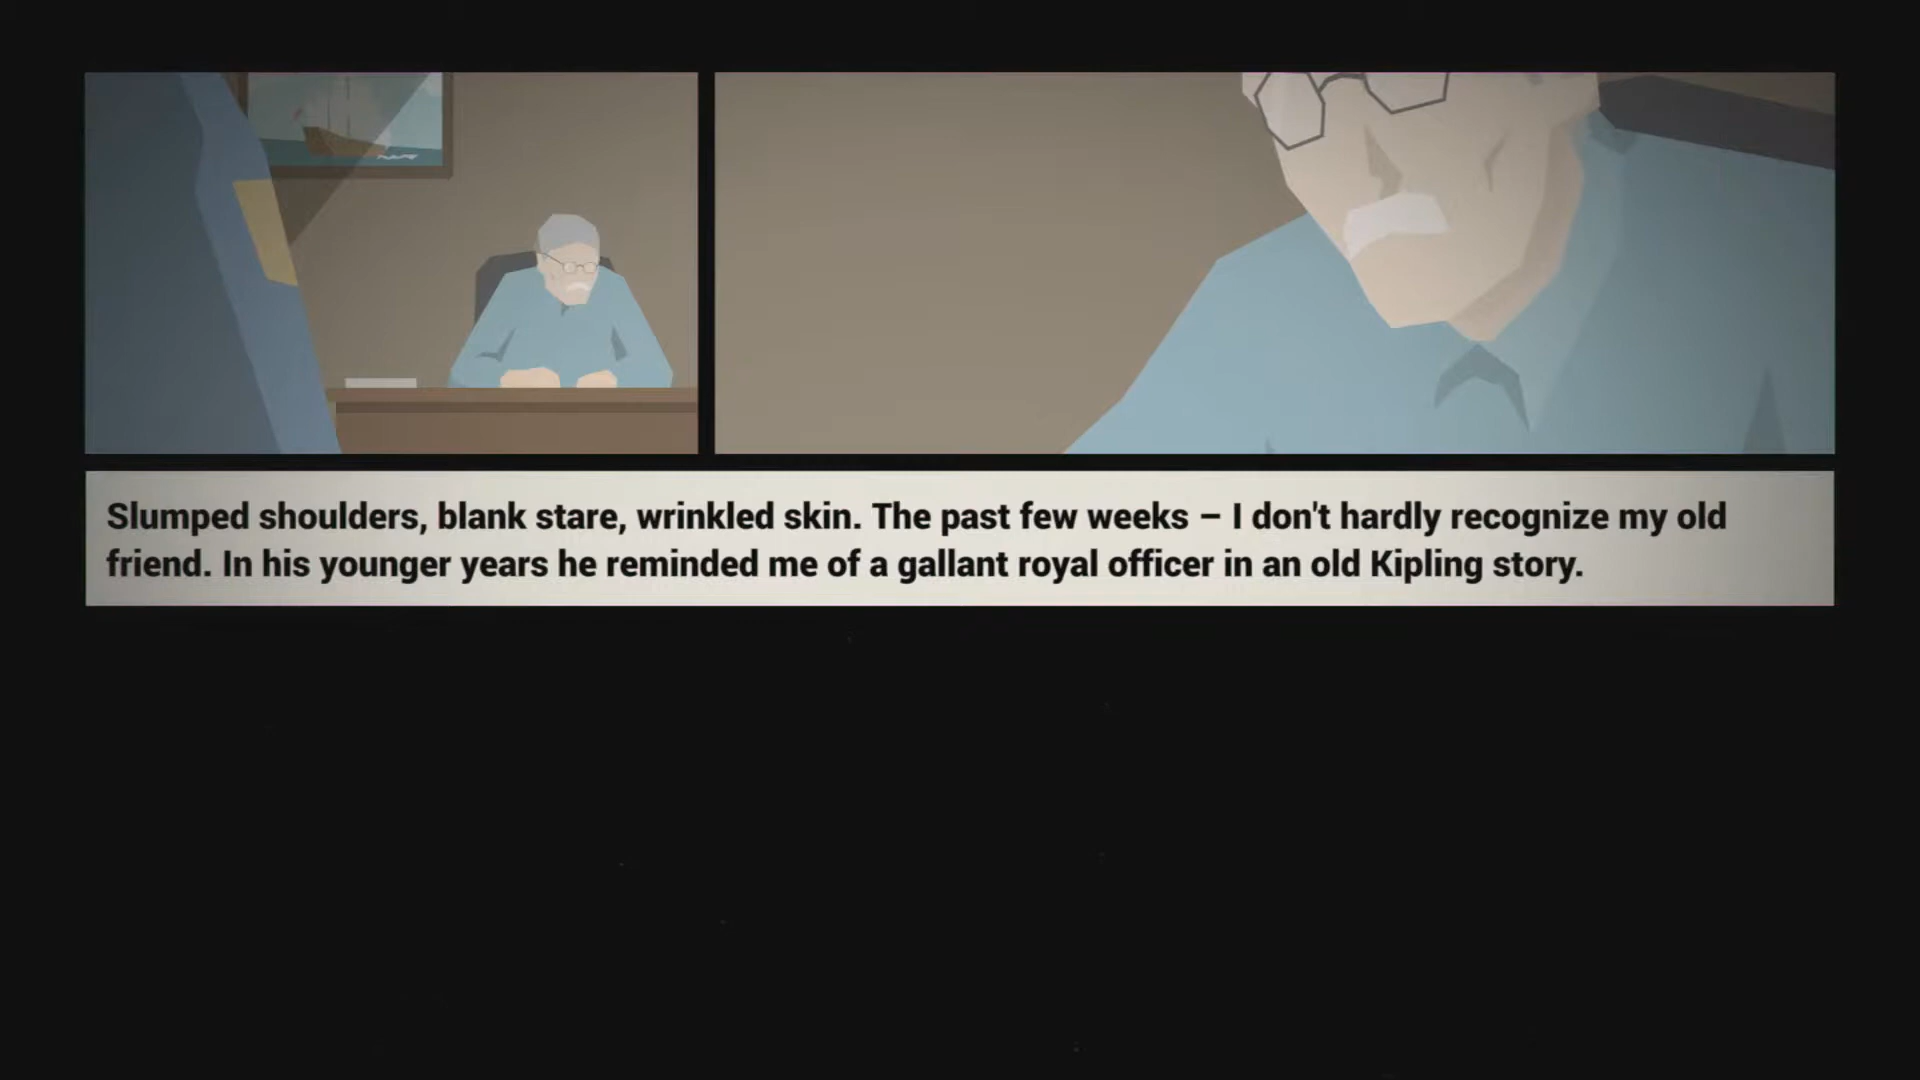 Slumped shoulders, blank stare, wrinkled skin. The past few weeks – I don't hardly recognize my old
friend. In his younger years he reminded me of a gallant royal officer in an old Kipling story.